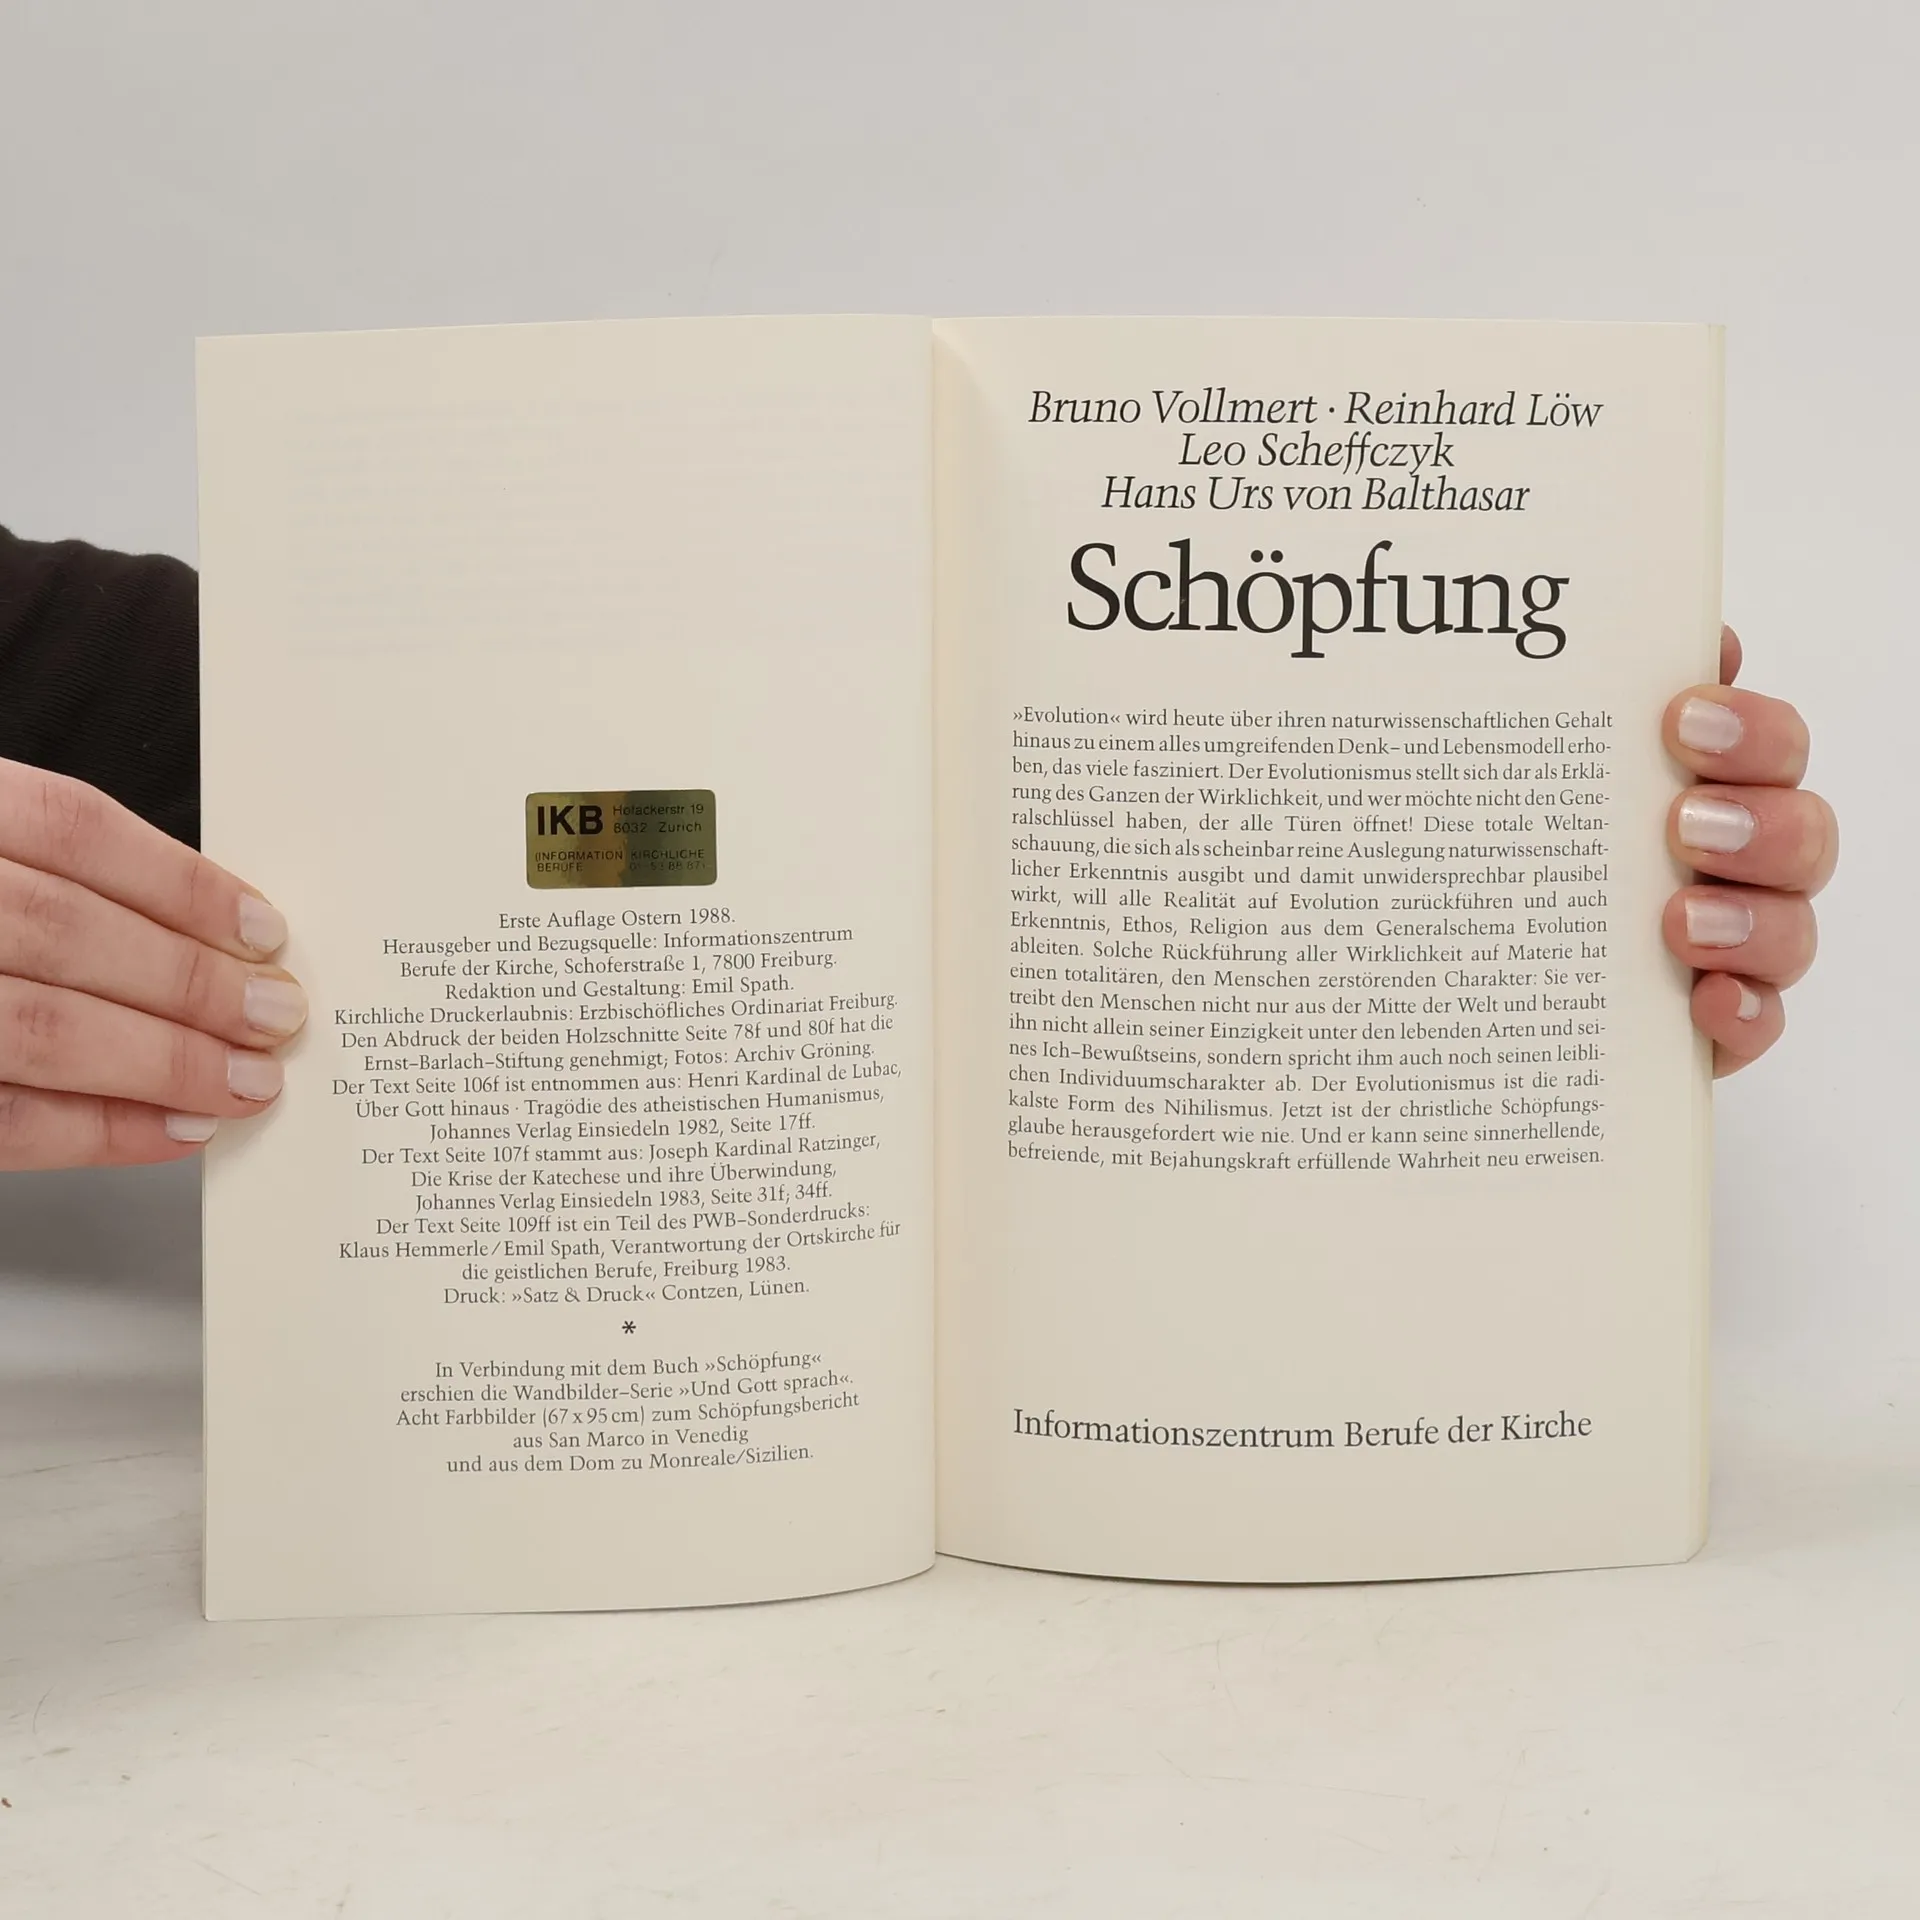 IKB Hofackerstr. 19
8032 Zürich
(INFORMATION KIRCHLICHE
BERUFE
Erste Auflage Ostern 1988.
Herausgeber und Bezugsquelle: Informationszentrum
Berufe der Kirche, Schoferstraße 1, 7800 Freiburg.
Redaktion und Gestaltung: Emil Spath.
Kirchliche Druckerlaubnis: Erzbischöfliches Ordinariat Freiburg.
Den Abdruck der beiden Holzschnitte Seite 78f und 80f hat die
Ernst–Barlach–Stiftung genehmigt; Fotos: Archiv Gröning.
Der Text Seite 106f ist entnommen aus: Henri Kardinal de Lubac,
Über Gott hinaus · Tragödie des atheistischen Humanismus,
Johannes Verlag Einsiedeln 1982, Seite 17ff.
Der Text Seite 107f stammt aus: Joseph Kardinal Ratzinger,
Die Krise der Katechese und ihre Überwindung,
Johannes Verlag Einsiedeln 1983, Seite 31f; 34ff.
Der Text Seite 109ff ist ein Teil des PWB–Sonderdrucks:
Klaus Hemmerle/Emil Spath, Verantwortung der Ortskirche für
die geistlichen Berufe, Freiburg 1983.
Druck: »Satz & Druck« Contzen, Lünen.
*
In Verbindung mit dem Buch »Schöpfung«
erschien die Wandbilder–Serie »Und Gott sprach«.
Acht Farbbilder (67 x 95 cm) zum Schöpfungsbericht
aus San Marco in Venedig
und aus dem Dom zu Monreale/Sizilien.
Bruno Vollmert · Reinhard Löw
Leo Scheffczyk
Hans Urs von Balthasar
Schöpfung
»Evolution« wird heute über ihren naturwissenschaftlichen Gehalt
hinaus zu einem alles umgreifenden Denk– und Lebensmodell erho-
ben, das viele fasziniert. Der Evolutionismus stellt sich dar als Erklä-
rung des Ganzen der Wirklichkeit, und wer möchte nicht den Gene-
ralschlüssel haben, der alle Türen öffnet! Diese totale Weltan-
schauung, die sich als scheinbar reine Auslegung naturwissenschaft-
licher Erkenntnis ausgibt und damit unwidersprechbar plausibel
wirkt, will alle Realität auf Evolution zurückführen und auch
Erkenntnis, Ethos, Religion aus dem Generalschema Evolution
ableiten. Solche Rückführung aller Wirklichkeit auf Materie hat
einen totalitären, den Menschen zerstörenden Charakter: Sie ver-
treibt den Menschen nicht nur aus der Mitte der Welt und beraubt
ihn nicht allein seiner Einzigkeit unter den lebenden Arten und sei-
nes Ich–Bewußtseins, sondern spricht ihm auch noch seinen leibli-
chen Individuumscharakter ab. Der Evolutionismus ist die radi-
kalste Form des Nihilismus. Jetzt ist der christliche Schöpfungs-
glaube herausgefordert wie nie. Und er kann seine sinnerhellende,
befreiende, mit Bejahungskraft erfüllende Wahrheit neu erweisen.
Informationszentrum Berufe der Kirche